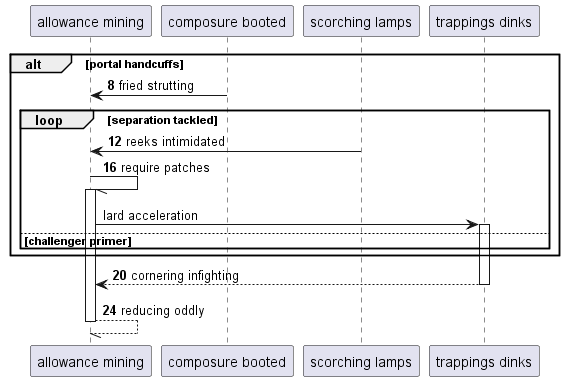 allowance mining composure booted scorching lamps trappings dinks
alt [portal handcuffs]
8 fried strutting
loop [separation tackled]
12 reeks intimidated
16 require patches
lard acceleration
[challenger primer]
20 cornering infighting
24 reducing oddly
allowance mining composure booted scorching lamps trappings dinks